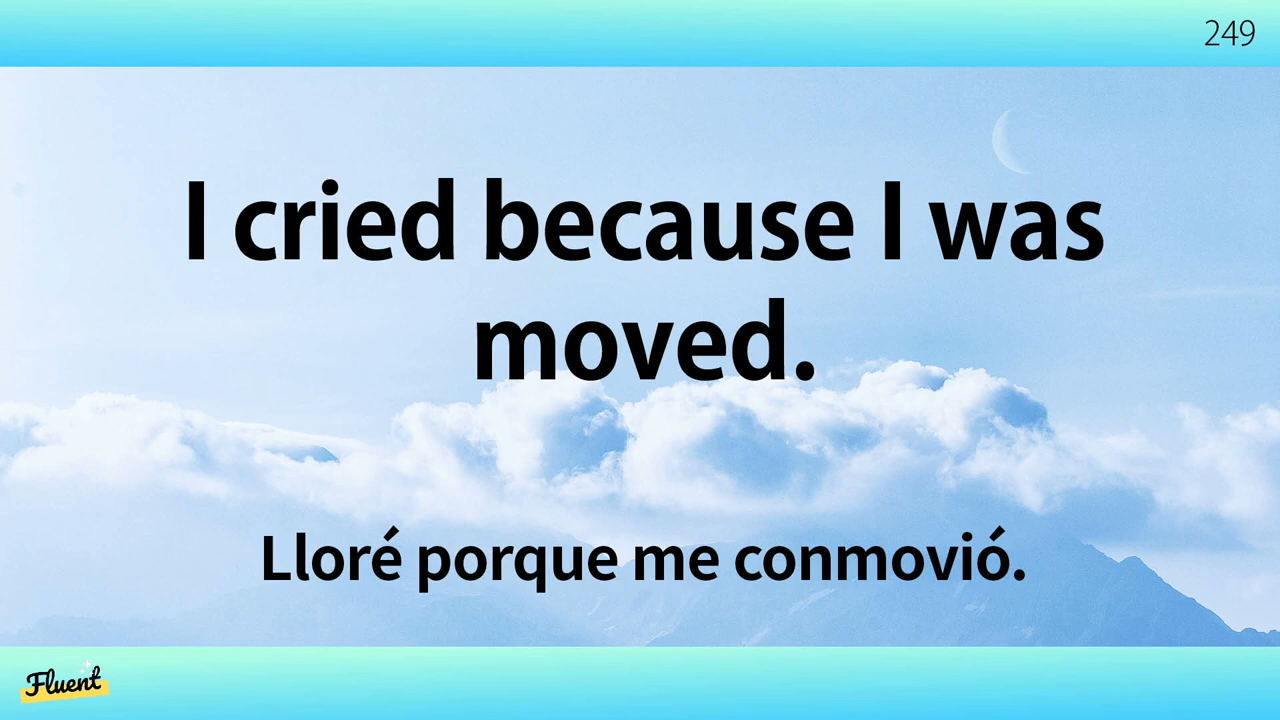 249
I cried because I was
moved.
Lloré porque me conmovió.
Fluent